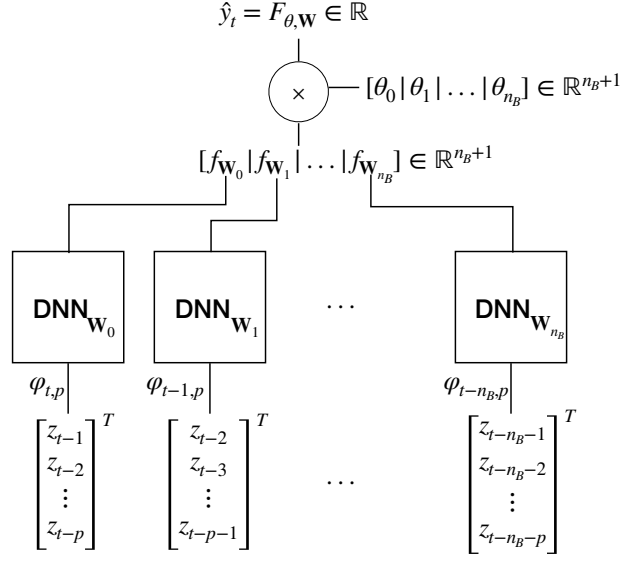 ŷ_t = F_{θ,𝐖} ∈ ℝ
× [θ_0|θ_1| … |θ_{n_B}] ∈ ℝ^{n_B+1}
[f_{𝐖_0}|f_{𝐖_1}| … |f_{𝐖_{n_B}}] ∈ ℝ^{n_B+1}
DNN_{𝐖_0} DNN_{𝐖_1} … DNN_{𝐖_{n_B}}
φ_{t,p} φ_{t−1,p} φ_{t−n_B,p}
[z_{t−1} z_{t−2} ⋮ z_{t−p}]^T
[z_{t−2} z_{t−3} ⋮ z_{t−p−1}]^T
…
[z_{t−n_B−1} z_{t−n_B−2} ⋮ z_{t−n_B−p}]^T